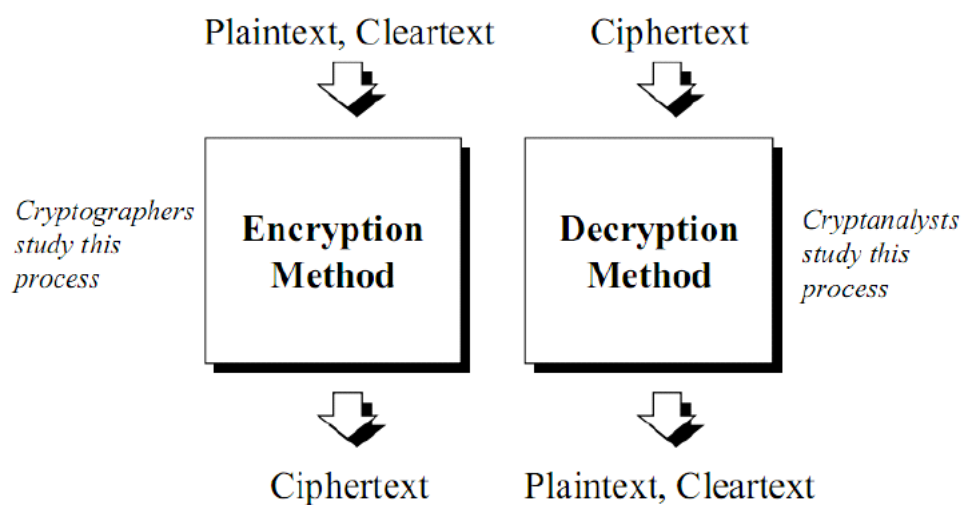 Plaintext, Cleartext
Ciphertext
Cryptographers
study this
process
Encryption
Method
Decryption
Method
Cryptanalysts
study this
process
Ciphertext
Plaintext, Cleartext